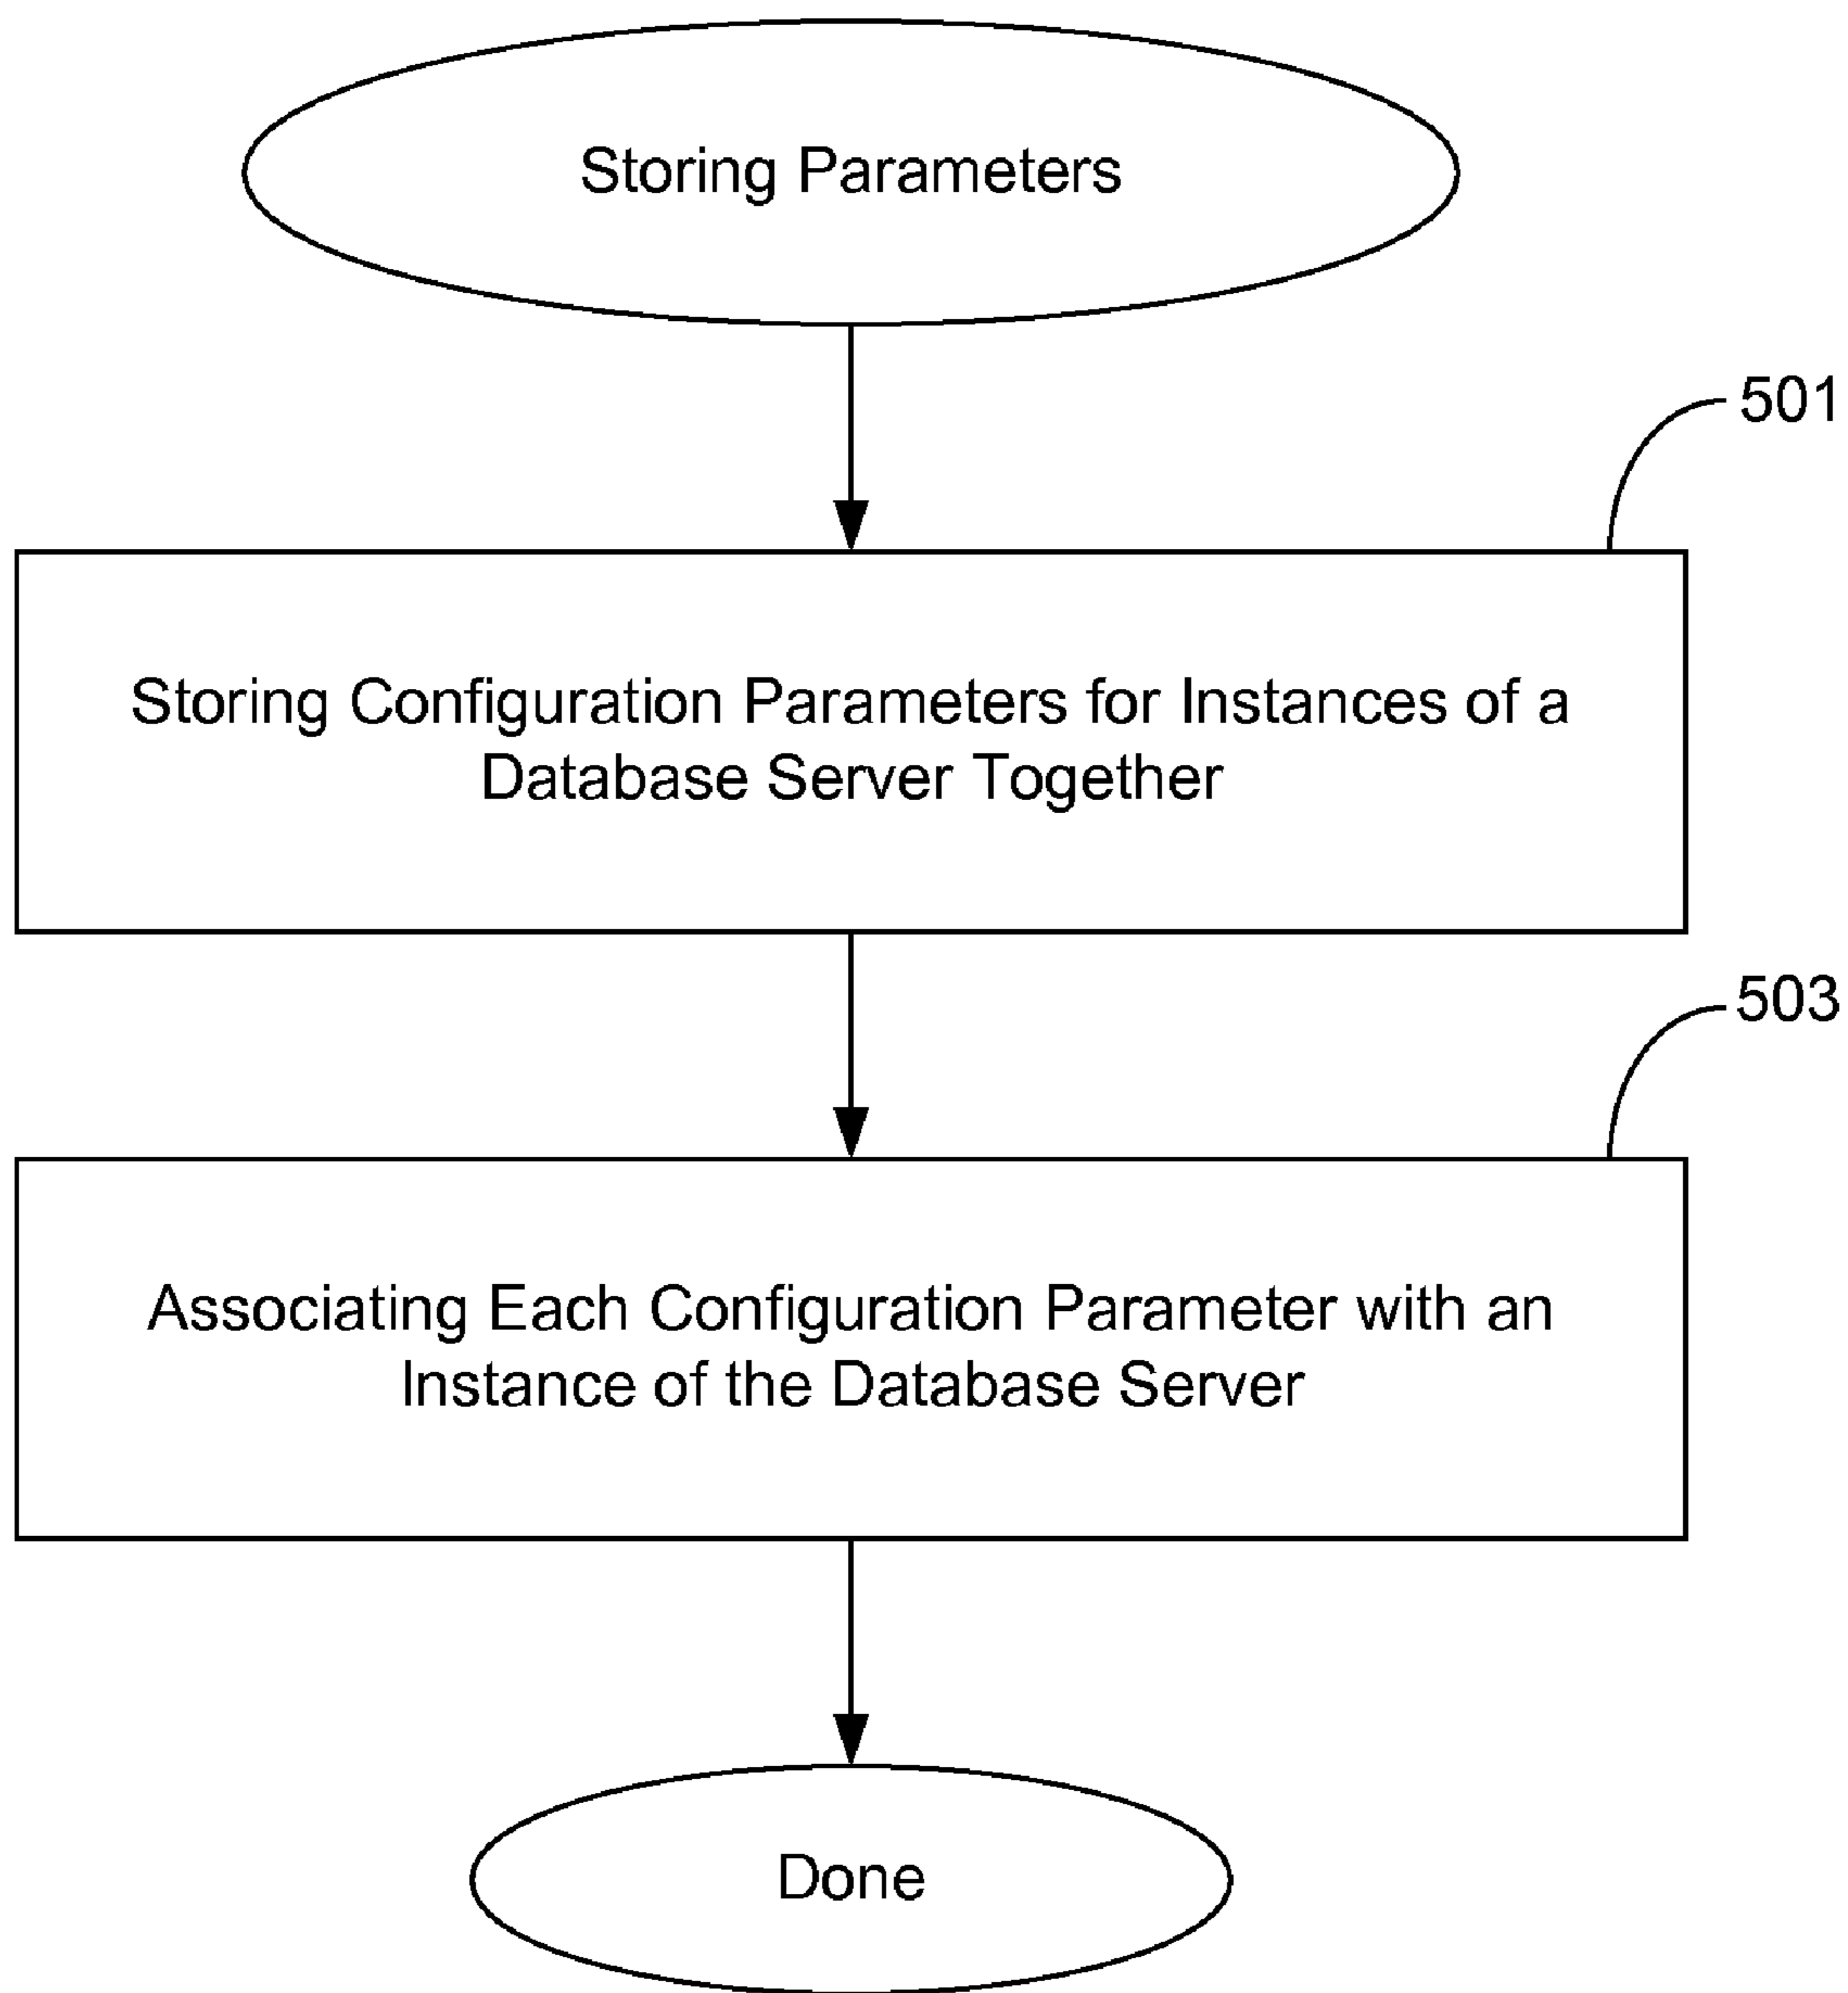 Storing Parameters
501
Storing Configuration Parameters for Instances of a
Database Server Together
503
Associating Each Configuration Parameter with an
Instance of the Database Server
Done